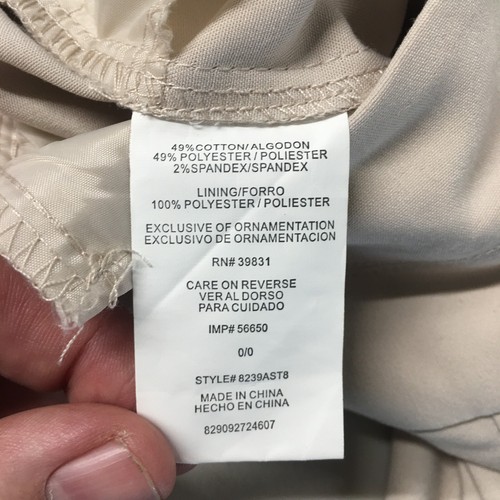 49%COTTON/ALGODON
49% POLYESTER / POLIESTER
2%SPANDEX/SPANDEX
LINING/FORRO
100% POLYESTER / POLIESTER
EXCLUSIVE OF ORNAMENTATION
EXCLUSIVO DE ORNAMENTACION
RN# 39831
CARE ON REVERSE
VER AL DORSO
PARA CUIDADO
IMP# 56650
0/0
STYLE# 8239AST8
MADE IN CHINA
HECHO EN CHINA
829092724607